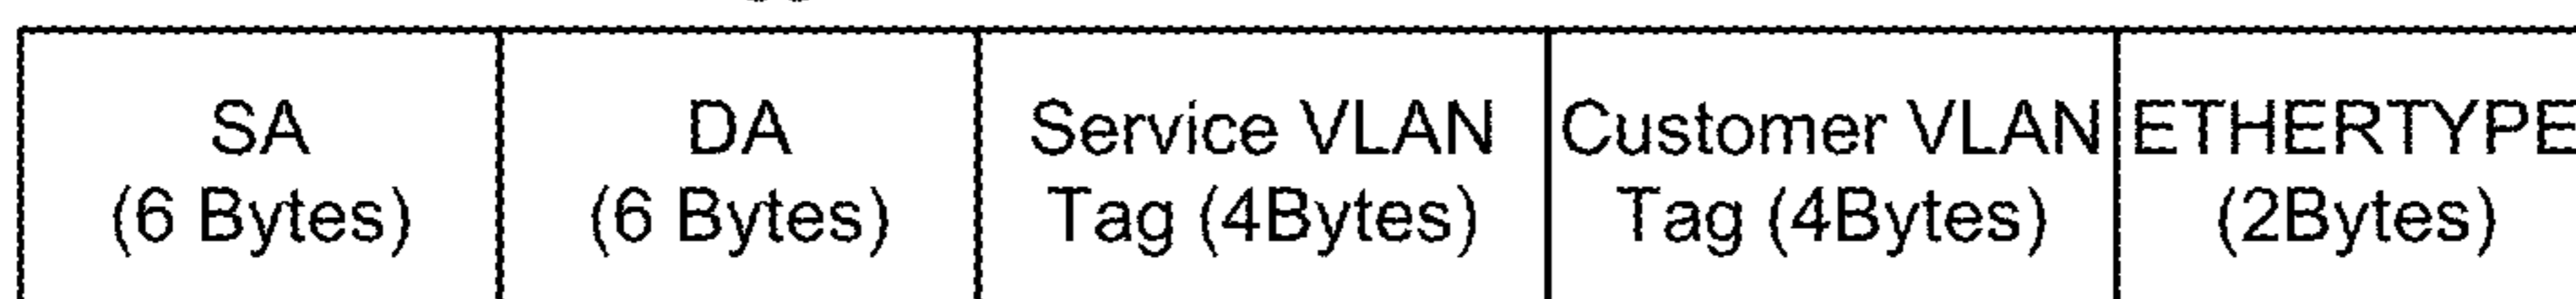 SA
(6 Bytes)
DA
(6 Bytes)
Service VLAN
Tag (4Bytes)
Customer VLAN
Tag (4Bytes)
ETHERTYPE
(2Bytes)